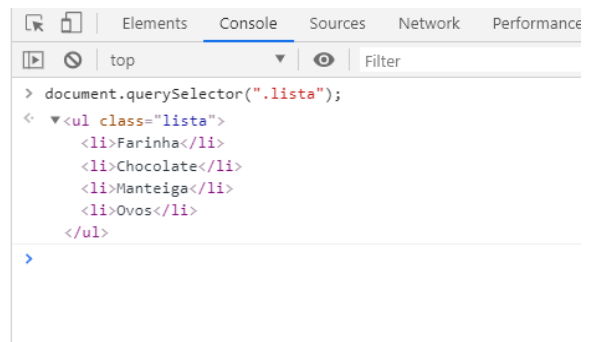 Elements Console Sources Network Performance
top Filter
> document.querySelector(".lista");
<ul class="lista">
<li>Farinha</li>
<li>Chocolate</li>
<li>Manteiga</li>
<li>Ovos</li>
</ul>
>